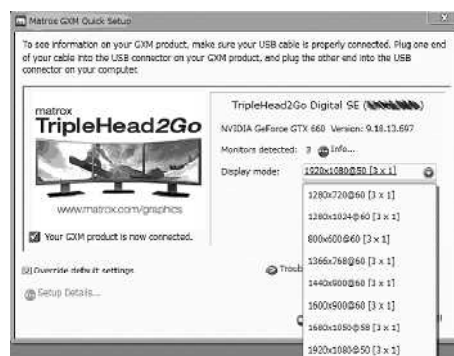 Matrox GXM Quick Setup
To see information on your GXM product, make sure your USB cable is properly connected. Plug one end
of your cable into the USB connector on your GXM product, and plug the other end into the USB
connector on your computer.
matrox
TripleHead2Go
www.matrox.com/graphics
Your GXM product is now connected.
TripleHead2Go Digital SE (
NVIDIA GeForce GTX 660 Version: 9.18.13.697
Monitors detected: 3 Info...
Display mode: 1920x1080@50 [3 x 1]
1280x720@60 [3 x 1]
1280x1024@60 [3 x 1]
800x600@60 [3 x 1]
1366x768@60 [3 x 1]
1440x900@60 [3 x 1]
1600x900@60 [3 x 1]
1680x1050@58 [3 x 1]
1920x1080@50 [3 x 1]
Override default settings
Setup Details...